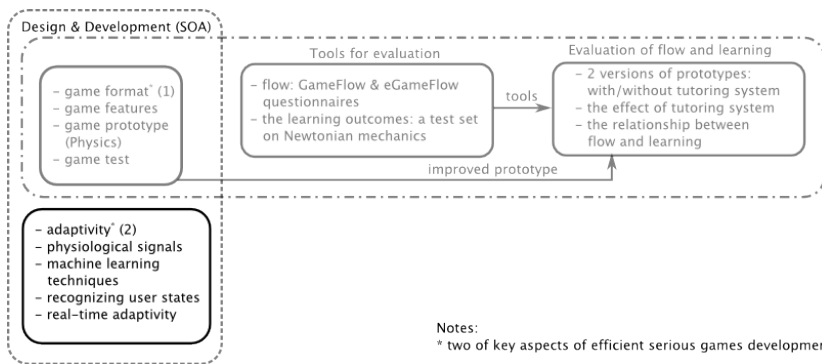 Design & Development (SOA)
Tools for evaluation
Evaluation of flow and learning
– game format* (1)
– game features
– game prototype
(Physics)
– game test
– flow: GameFlow & eGameFlow
questionnaires
– the learning outcomes: a test set
on Newtonian mechanics
tools
– 2 versions of prototypes:
with/without tutoring system
– the effect of tutoring system
– the relationship between
flow and learning
improved prototype
– adaptivity* (2)
– physiological signals
– machine learning
techniques
– recognizing user states
– real-time adaptivity
Notes:
* two of key aspects of efficient serious games developmen